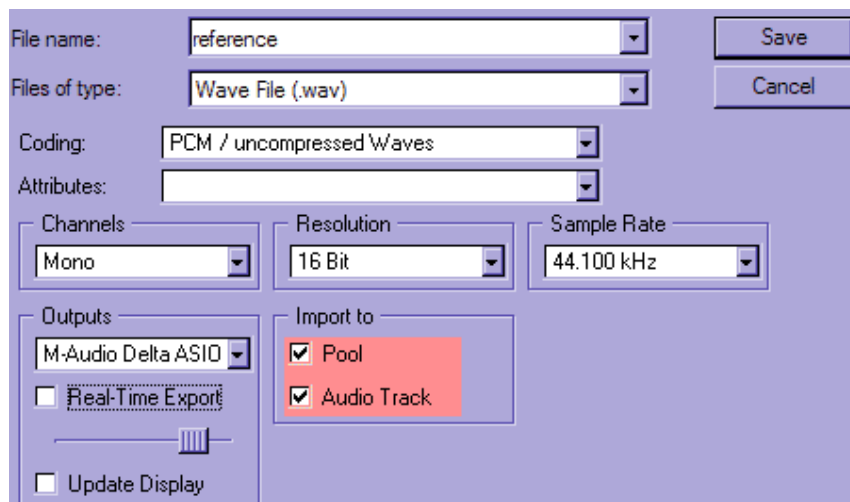 File name: reference Save
Files of type: Wave File (.wav) Cancel
Coding: PCM / uncompressed Waves
Attributes:
Channels Resolution Sample Rate
Mono 16 Bit 44.100 kHz
Outputs Import to
M-Audio Delta ASIO Pool
Real-Time Export Audio Track
Update Display